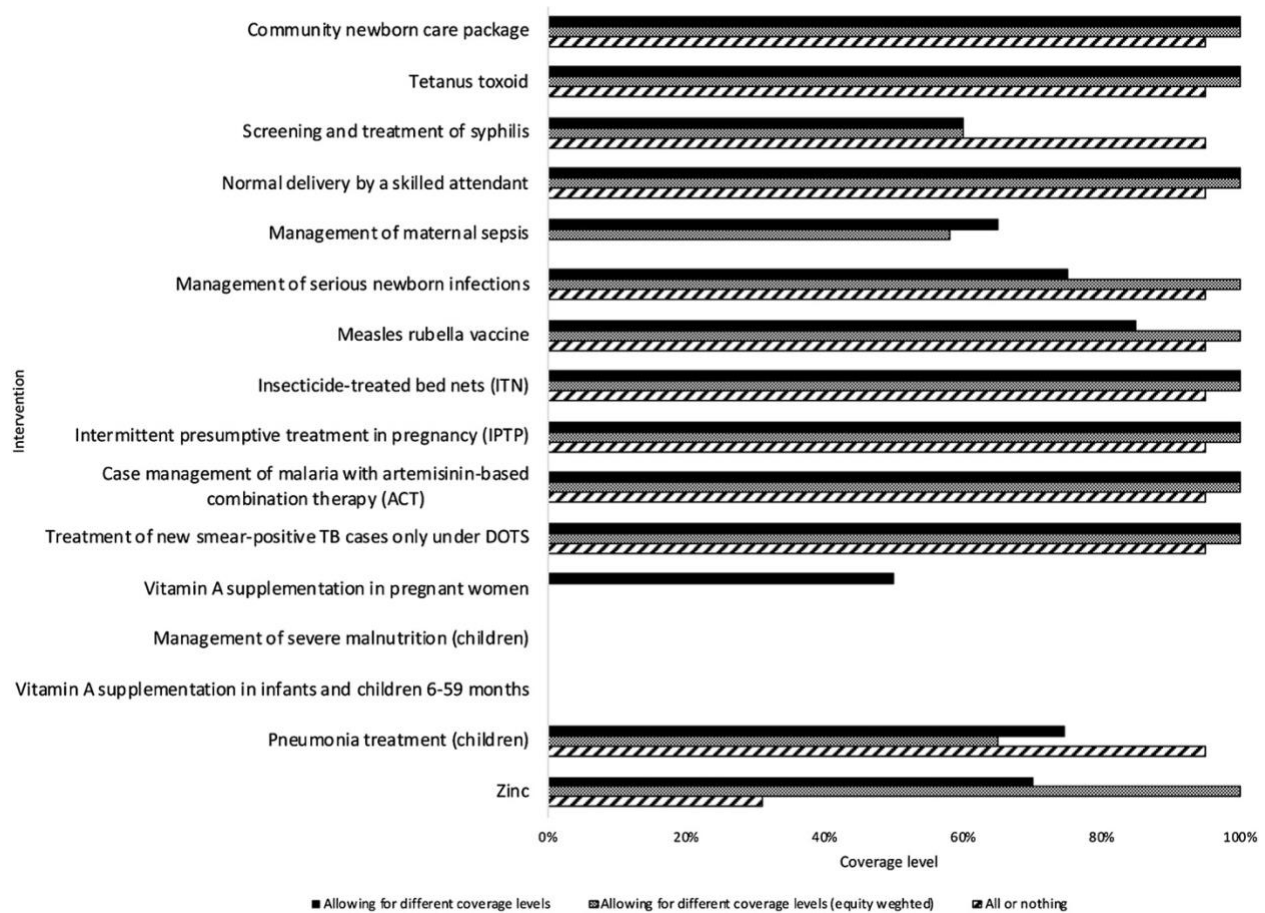 Community newborn care package
Tetanus toxoid
Screening and treatment of syphilis
Normal delivery by a skilled attendant
Management of maternal sepsis
Management of serious newborn infections
Measles rubella vaccine
Insecticide-treated bed nets (ITN)
Intermittent presumptive treatment in pregnancy (IPTP)
Case management of malaria with artemisinin-based
combination therapy (ACT)
Treatment of new smear-positive TB cases only under DOTS
Vitamin A supplementation in pregnant women
Management of severe malnutrition (children)
Vitamin A supplementation in infants and children 6-59 months
Pneumonia treatment (children)
Zinc
Intervention
0% 20% 40% 60% 80% 100%
Coverage level
Allowing for different coverage levels Allowing for different coverage levels (equity weghted) All or nothing